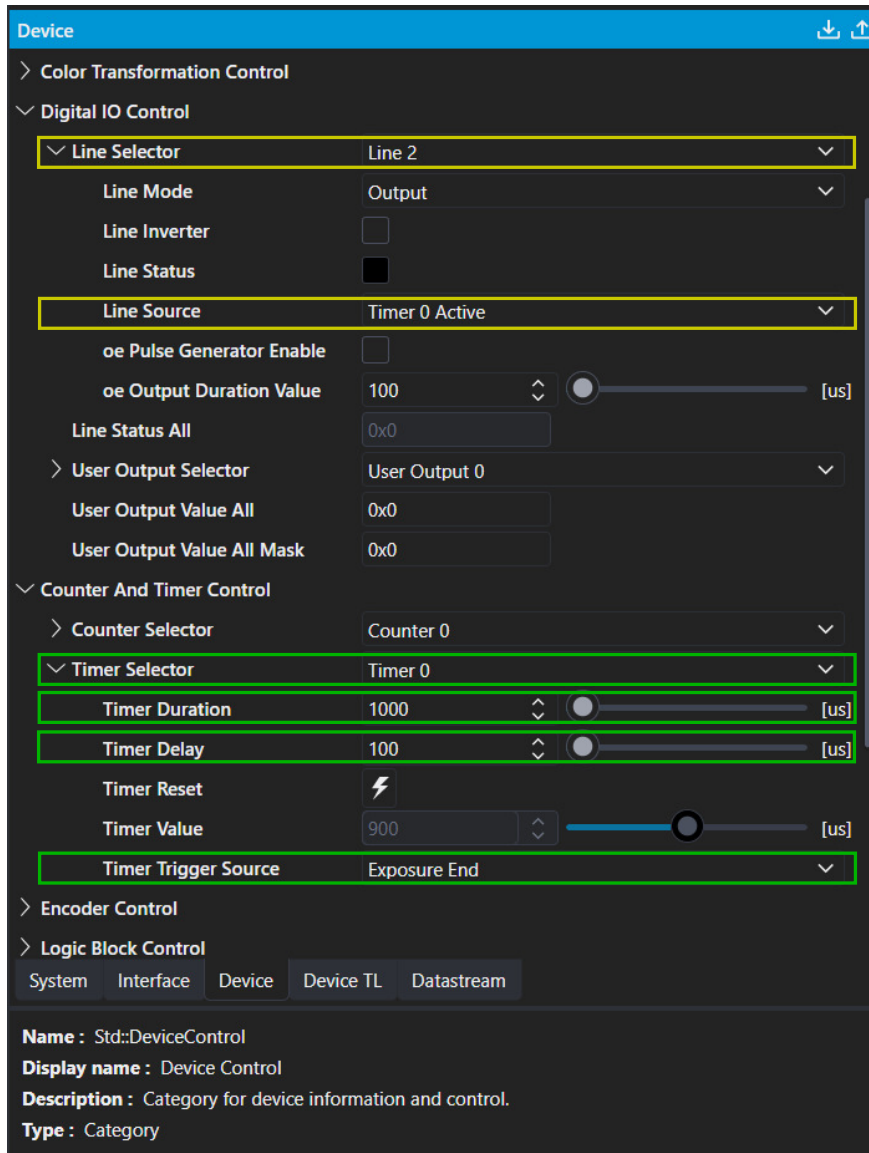 Device
Color Transformation Control
Digital IO Control
Line Selector Line 2
Line Mode Output
Line Inverter
Line Status
Line Source Timer 0 Active
oe Pulse Generator Enable
oe Output Duration Value 100 [us]
Line Status All 0x0
User Output Selector User Output 0
User Output Value All 0x0
User Output Value All Mask 0x0
Counter And Timer Control
Counter Selector Counter 0
Timer Selector Timer 0
Timer Duration 1000 [us]
Timer Delay 100 [us]
Timer Reset
Timer Value 900 [us]
Timer Trigger Source Exposure End
Encoder Control
Logic Block Control
System Interface Device Device TL Datastream
Name : Std::DeviceControl
Display name : Device Control
Description : Category for device information and control.
Type : Category